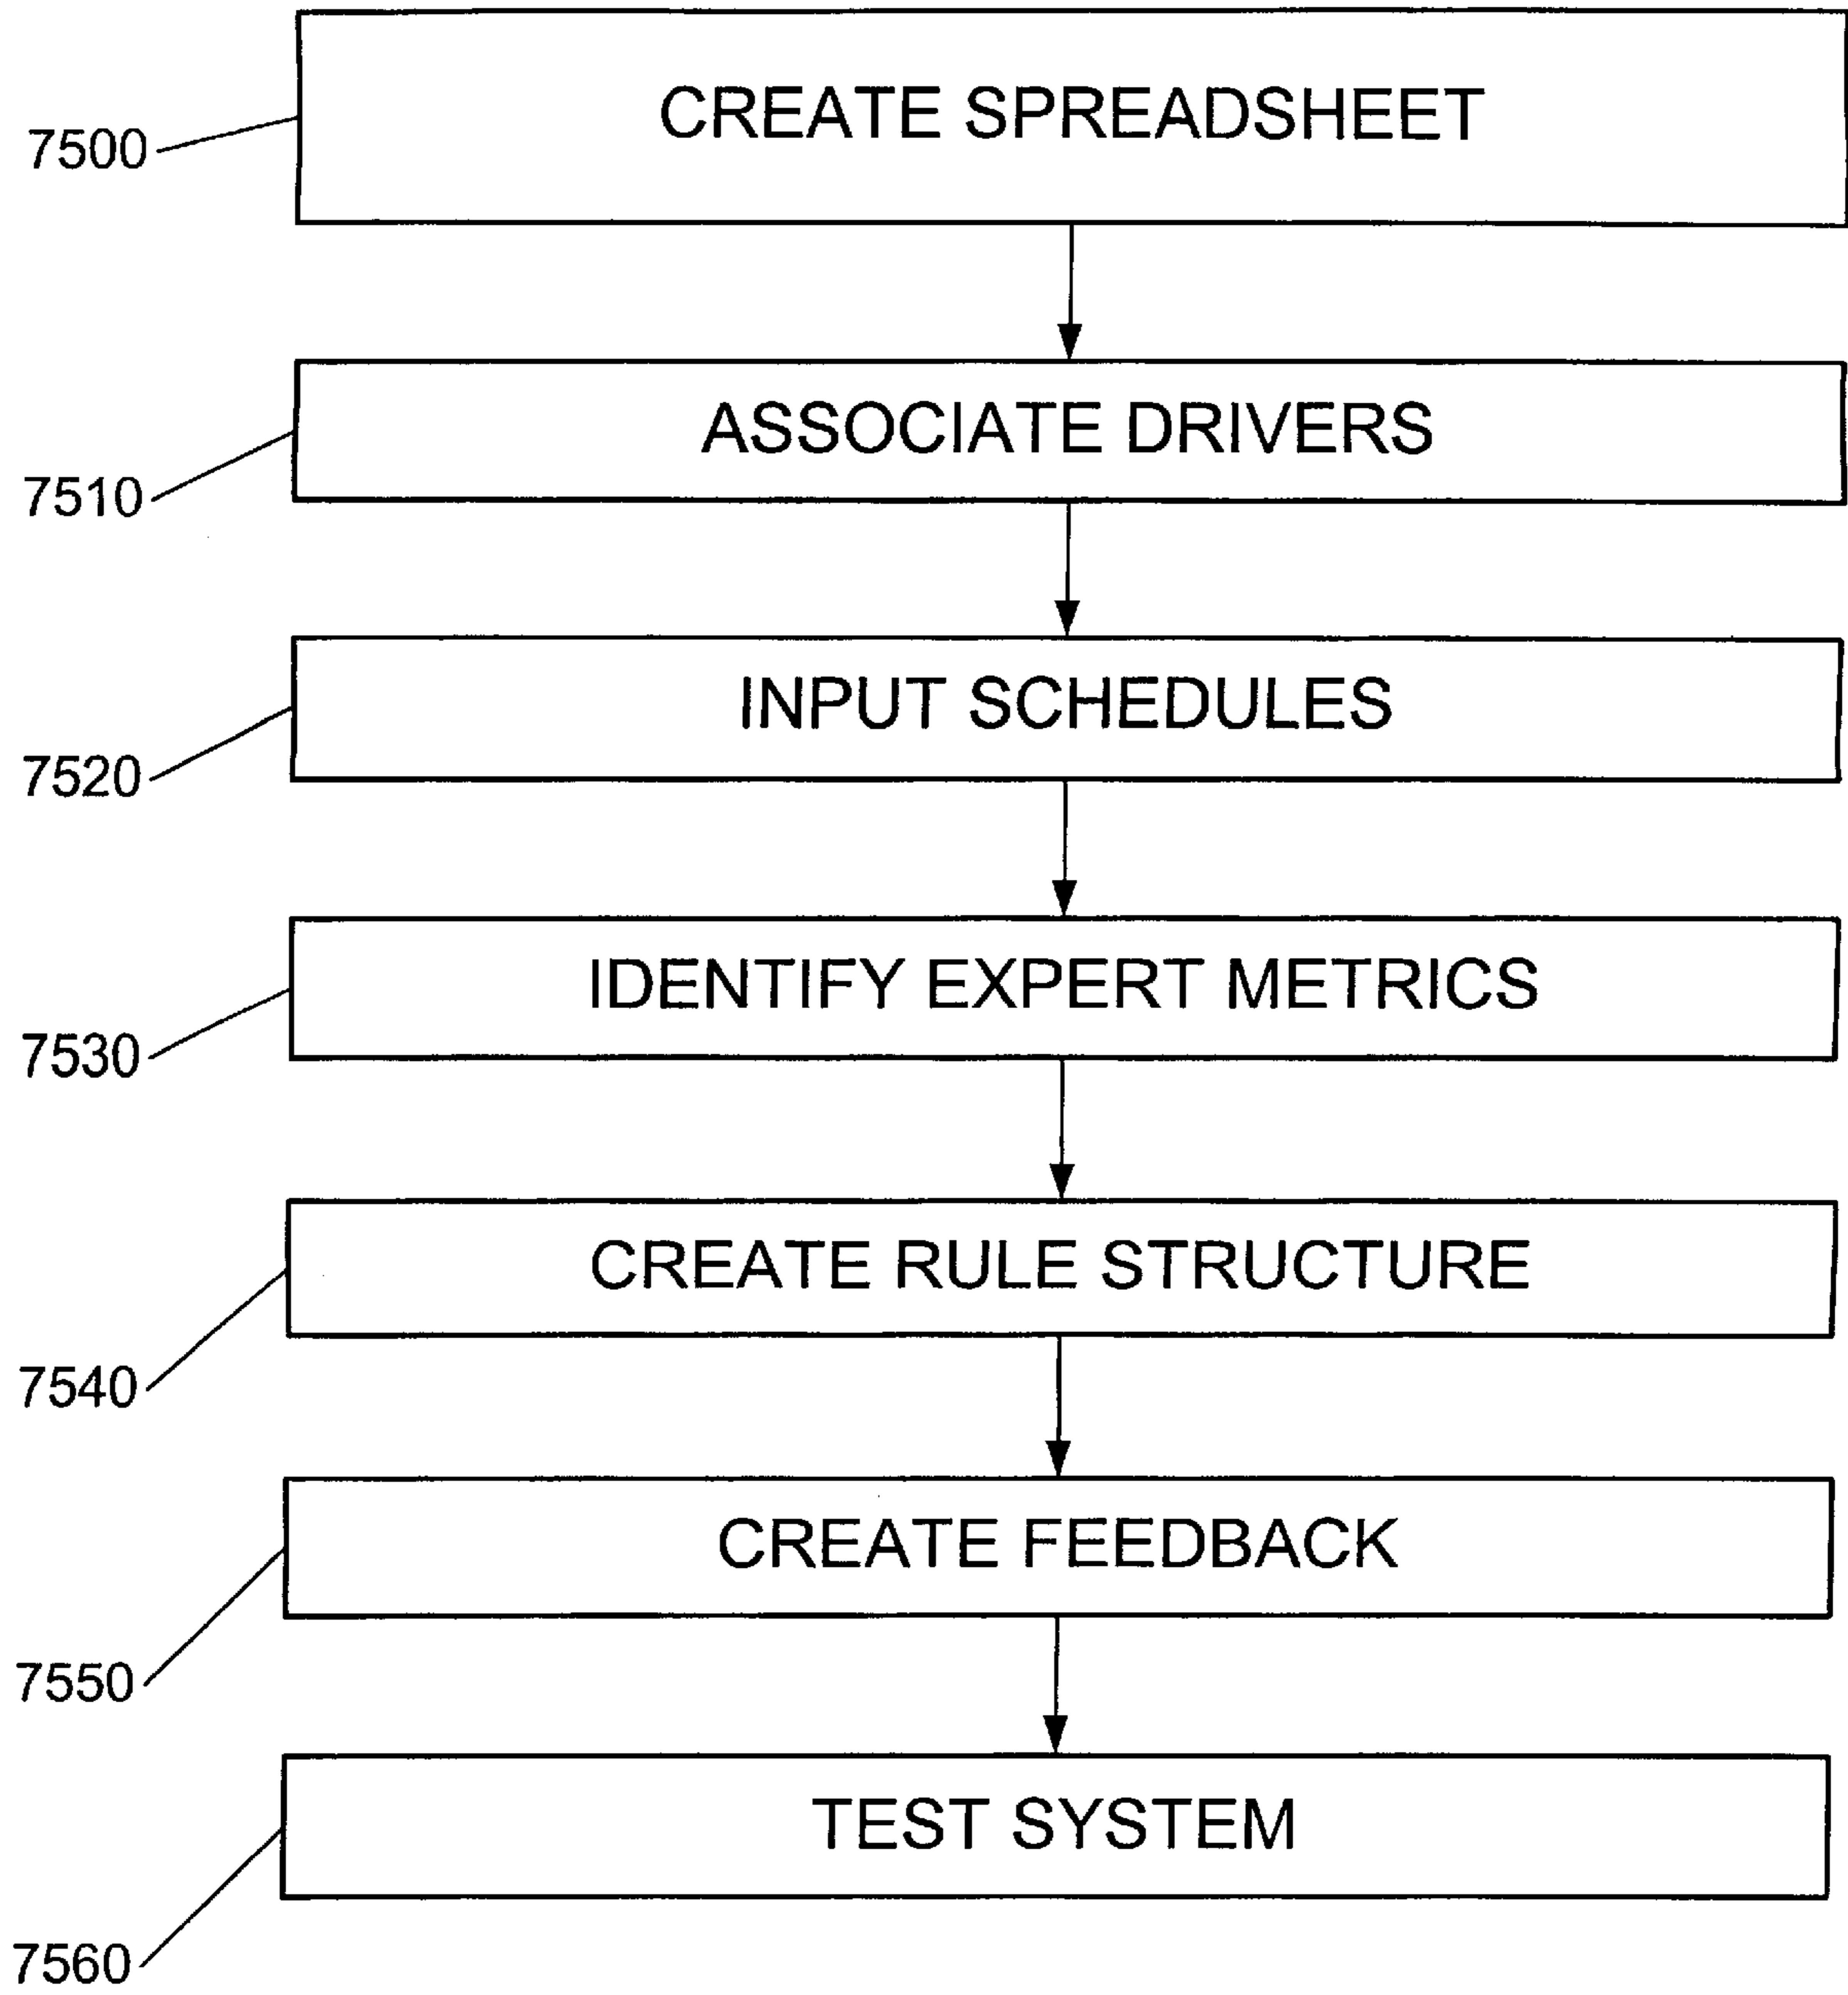 CREATE SPREADSHEET
7500
ASSOCIATE DRIVERS
7510
INPUT SCHEDULES
7520
IDENTIFY EXPERT METRICS
7530
CREATE RULE STRUCTURE
7540
CREATE FEEDBACK
7550
TEST SYSTEM
7560